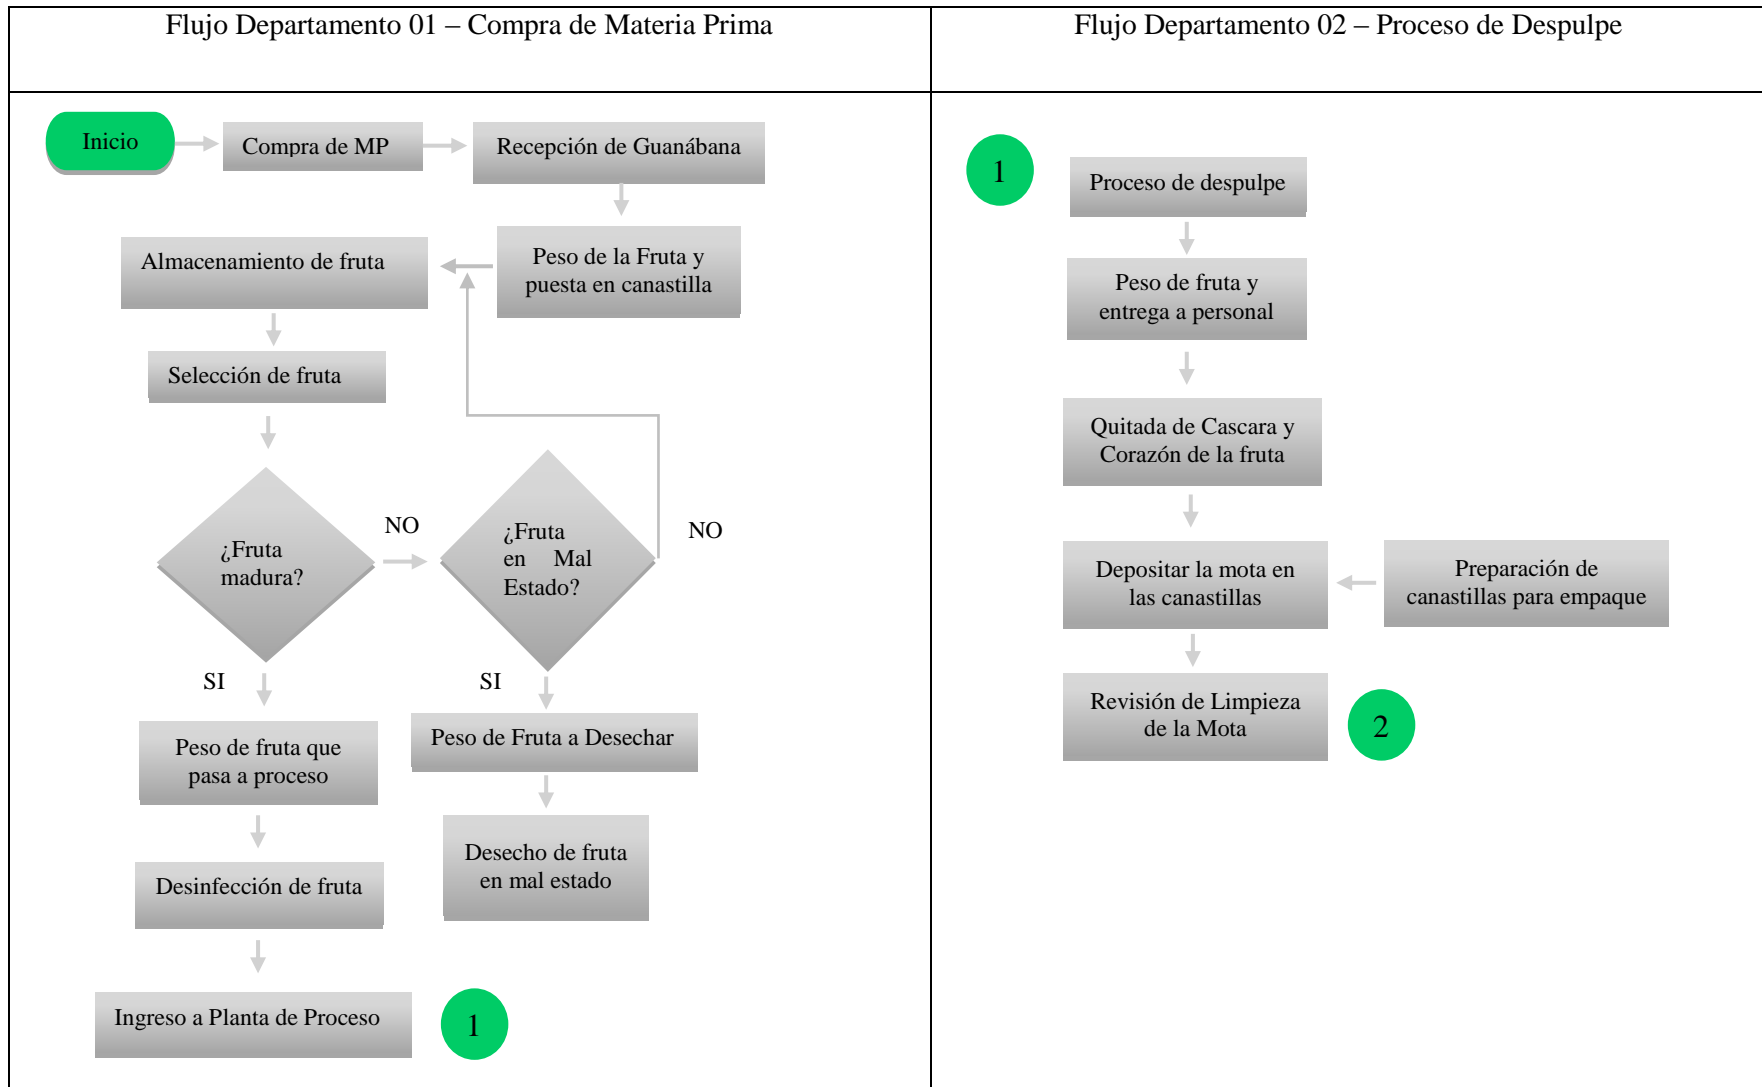 Flujo Departamento 01 – Compra de Materia Prima
Inicio
Compra de MP
Recepción de Guanábana
Almacenamiento de fruta
Peso de la Fruta y
puesta en canastilla
Selección de fruta
¿Fruta
madura?
NO
¿Fruta
en Mal
Estado?
NO
SI
SI
Peso de fruta que
pasa a proceso
Peso de Fruta a Desechar
Desinfección de fruta
Desecho de fruta
en mal estado
Ingreso a Planta de Proceso
1
Flujo Departamento 02 – Proceso de Despulpe
1
Proceso de despulpe
Peso de fruta y
entrega a personal
Quitada de Cascara y
Corazón de la fruta
Depositar la mota en
las canastillas
Preparación de
canastillas para empaque
Revisión de Limpieza
de la Mota
2